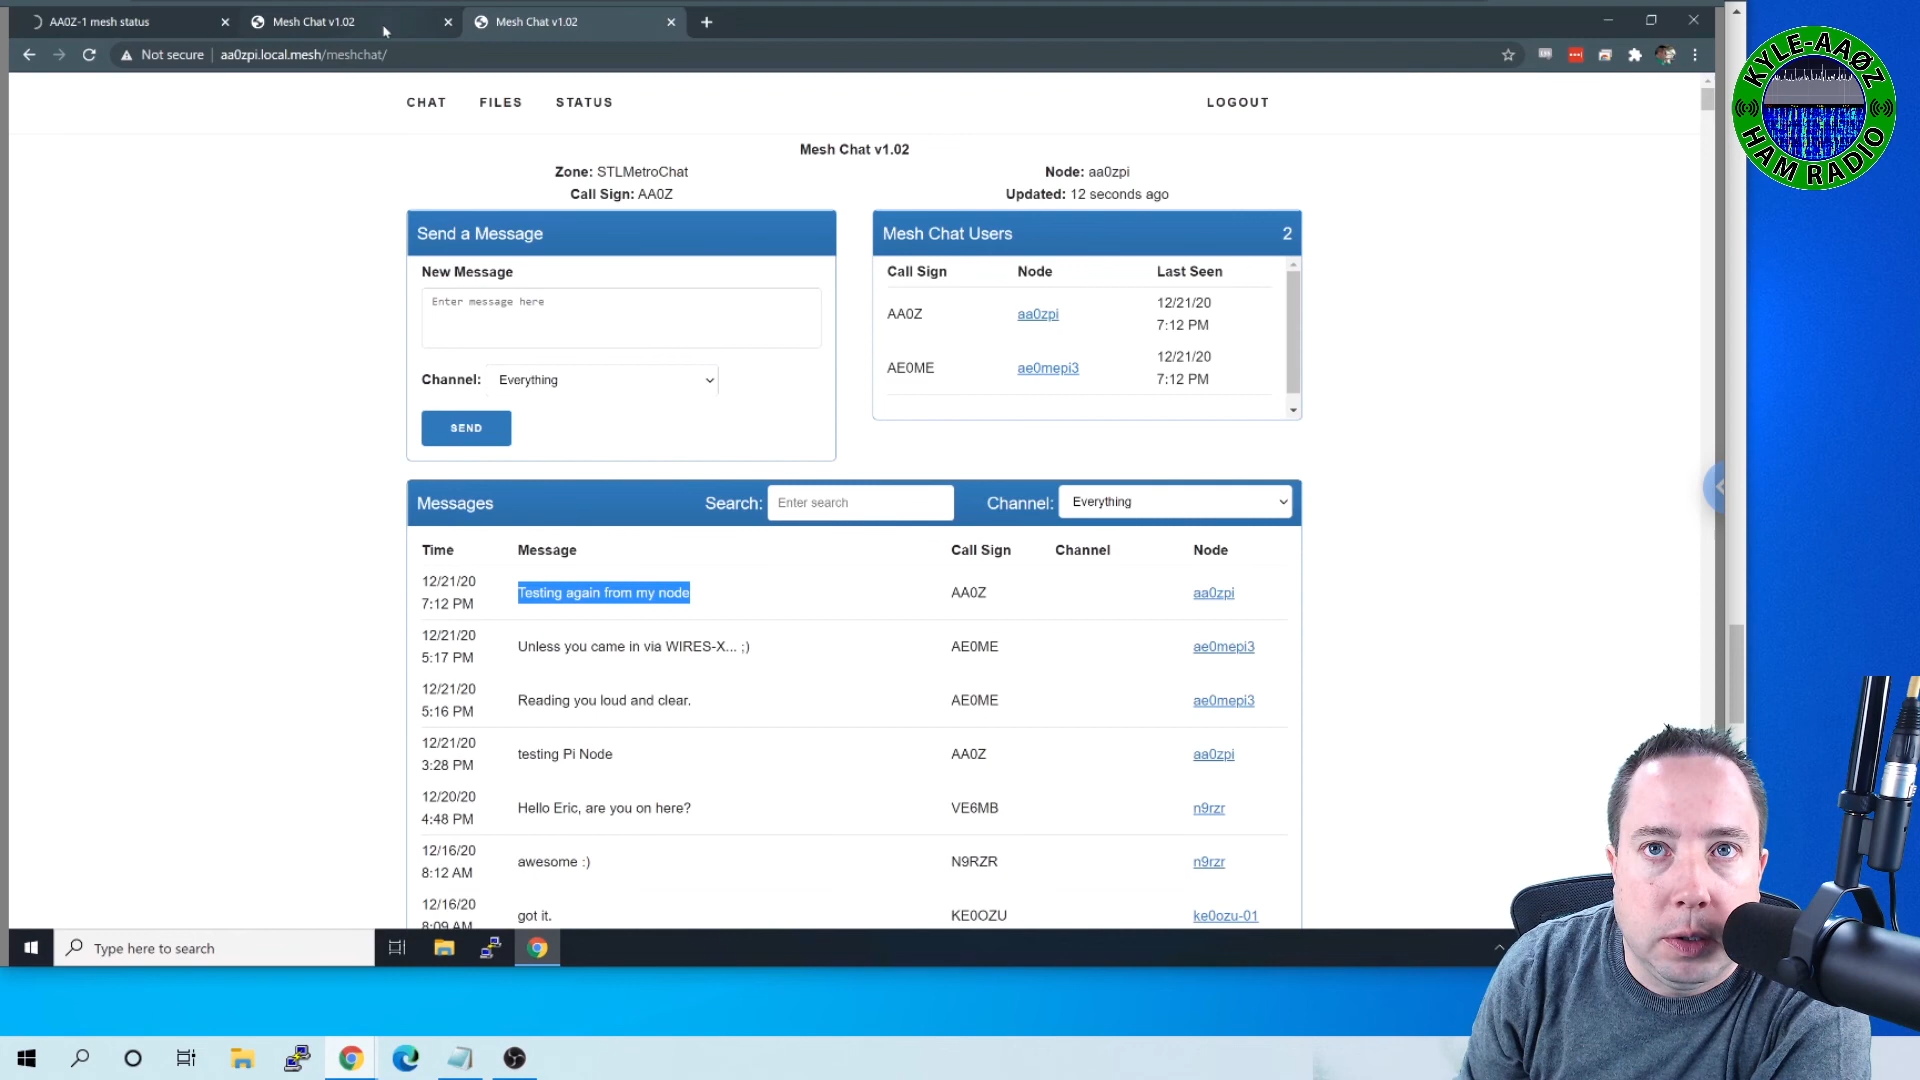 AA0Z-1 mesh status
Mesh Chat v1.02
Mesh Chat v1.02
Not secure
aa0zpi.local.mesh/meshchat/
KYLE-AAØZ
HAM RADIO
CHAT FILES STATUS LOGOUT
Mesh Chat v1.02
Zone: STLMetroChat
Call Sign: AA0Z
Node: aa0zpi
Updated: 12 seconds ago
Send a Message
New Message
Enter message here
Channel: Everything
SEND
Mesh Chat Users 2
Call Sign Node Last Seen
AA0Z aa0zpi 12/21/20
7:12 PM
AE0ME ae0mepi3 12/21/20
7:12 PM
Messages Search: Enter search Channel: Everything
Time Message Call Sign Channel Node
12/21/20
7:12 PM Testing again from my node AA0Z aa0zpi
12/21/20
5:17 PM Unless you came in via WIRES-X... ;) AE0ME ae0mepi3
12/21/20
5:16 PM Reading you loud and clear. AE0ME ae0mepi3
12/21/20
3:28 PM testing Pi Node AA0Z aa0zpi
12/20/20
4:48 PM Hello Eric, are you on here? VE6MB n9rzr
12/16/20
8:12 AM awesome :) N9RZR n9rzr
12/16/20
8:09 AM got it. KE0OZU ke0ozu-01
Type here to search